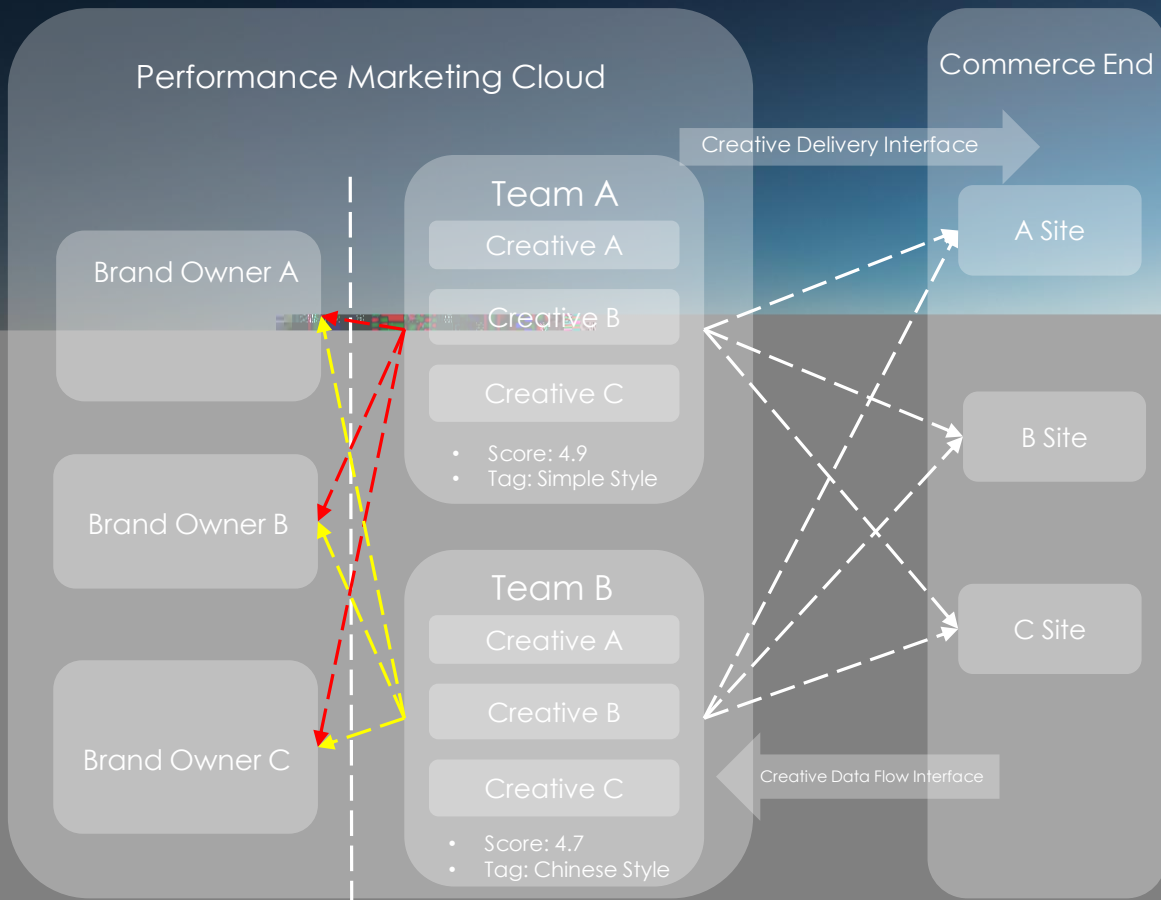 Performance Marketing Cloud
Commerce End
Creative Delivery Interface
Team A
Creative A
Creative B
Creative C
• Score: 4.9
• Tag: Simple Style
Brand Owner A
Brand Owner B
Brand Owner C
Team B
Creative A
Creative B
Creative C
• Score: 4.7
• Tag: Chinese Style
A Site
B Site
C Site
Creative Data Flow Interface